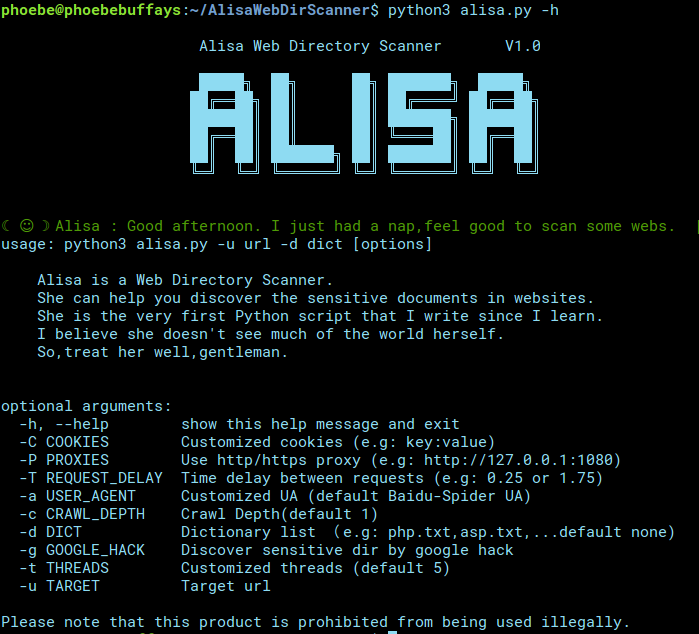 phoebe@phoebebuffays:~/AlisaWebDirScanner$ python3 alisa.py -h
Alisa Web Directory Scanner       V1.0
ALISA
☾ ☺ ☽ Alisa : Good afternoon. I just had a nap,feel good to scan some webs.
usage: python3 alisa.py -u url -d dict [options]
Alisa is a Web Directory Scanner.
She can help you discover the sensitive documents in websites.
She is the very first Python script that I write since I learn.
I believe she doesn't see much of the world herself.
So,treat her well,gentleman.
optional arguments:
-h, --help        show this help message and exit
-C COOKIES        Customized cookies (e.g: key:value)
-P PROXIES        Use http/https proxy (e.g: http://127.0.0.1:1080)
-T REQUEST_DELAY  Time delay between requests (e.g: 0.25 or 1.75)
-a USER_AGENT     Customized UA (default Baidu-Spider UA)
-c CRAWL_DEPTH    Crawl Depth(default 1)
-d DICT           Dictionary list （e.g: php.txt,asp.txt,...default none)
-g GOOGLE_HACK    Discover sensitive dir by google hack
-t THREADS        Customized threads (default 5)
-u TARGET         Target url
Please note that this product is prohibited from being used illegally.